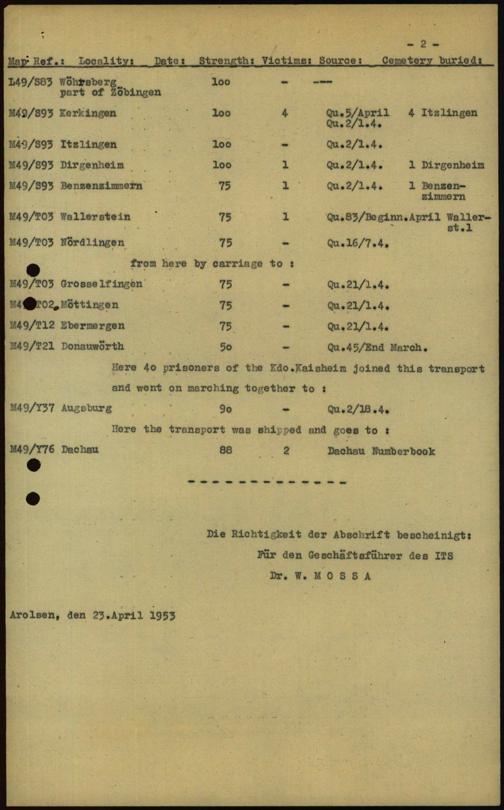 - 2 -
Map Ref.: Locality: Date: Strength: Victims: Source: Cemetery buried:
L49/S83 Wöhrsberg 100 - ---
part of Zöbingen
M49/S93 Kerkingen 100 4 Qu.5/April 4 Itzlingen
Qu.2/1.4.
M49/S93 Itzlingen 100 - Qu.2/1.4.
M49/S93 Dirgenheim 100 1 Qu.2/1.4. 1 Dirgenheim
M49/S93 Benzenzimmern 75 1 Qu.2/1.4. 1 Benzen-
zimmern
M49/T03 Wallerstein 75 1 Qu.83/Beginn.April Waller-
st.1
M49/T03 Nördlingen 75 - Qu.16/7.4.
from here by carriage to :
M49/T03 Grosselfingen 75 - Qu.21/1.4.
M49/T02 Möttingen 75 - Qu.21/1.4.
M49/T12 Ebermergen 75 - Qu.21/1.4.
M49/T21 Donauwörth 50 - Qu.45/End March.
Here 40 prisoners of the Kdo.Kaisheim joined this transport
and went on marching together to :
M49/Y37 Augsburg 90 - Qu.2/18.4.
Here the transport was shipped and goes to :
M49/Y76 Dachau 88 2 Dachau Numberbook
- - - - - - - - - - - - -
Die Richtigkeit der Abschrift bescheinigt:
Für den Geschäftsführer des ITS
Dr. W. M O S S A
Arolsen, den 23.April 1953